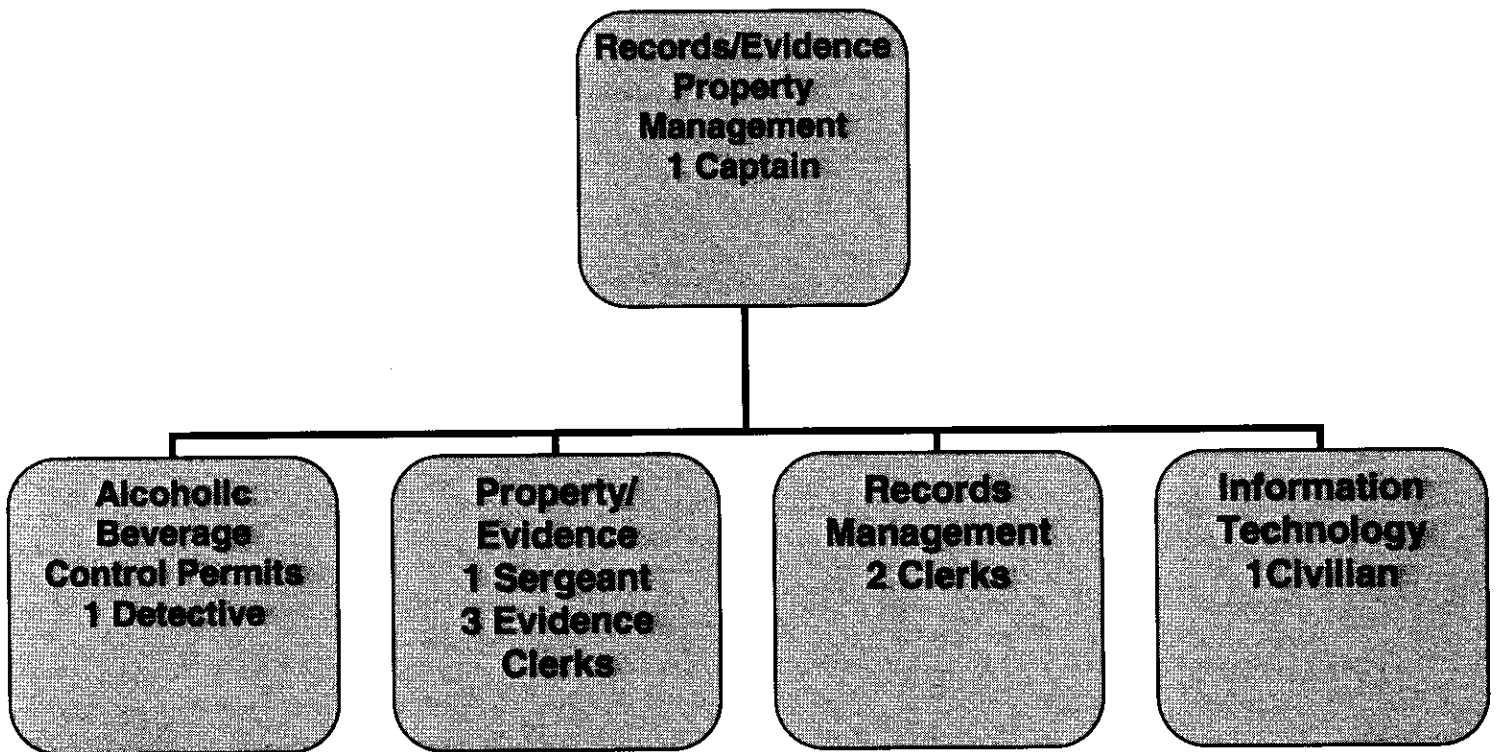 Records/Evidence
Property
Management
1 Captain
Alcoholic
Beverage
Control Permits
1 Detective
Property/
Evidence
1 Sergeant
3 Evidence
Clerks
Records
Management
2 Clerks
Information
Technology
1Civilian